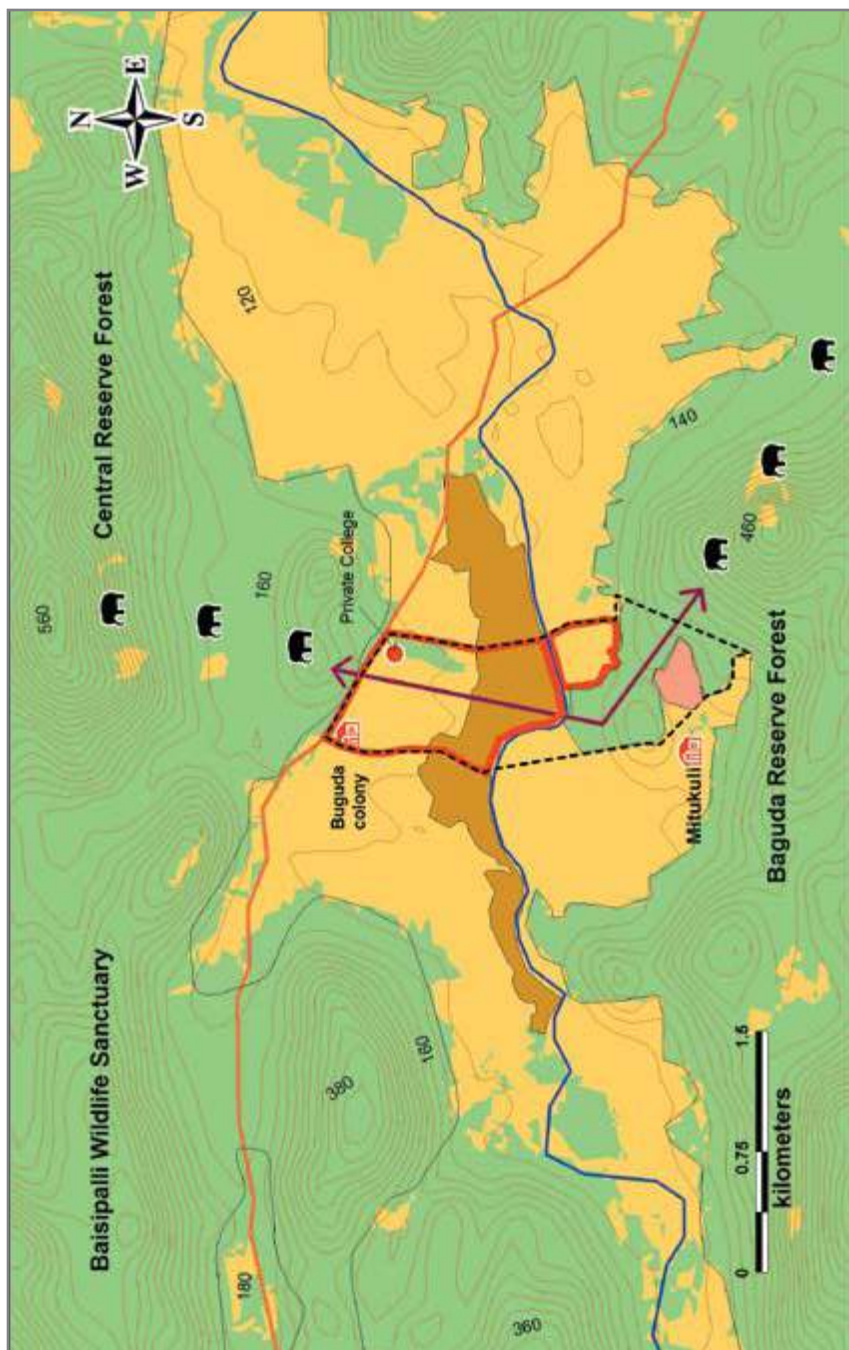 Baisipalli Wildlife Sanctuary
Central Reserve Forest
N
W
E
S
160
180
120
Private College
Buguda
colony
380
160
360
140
Mitukuli
460
Baguda Reserve Forest
0
0.75
1.5
kilometers